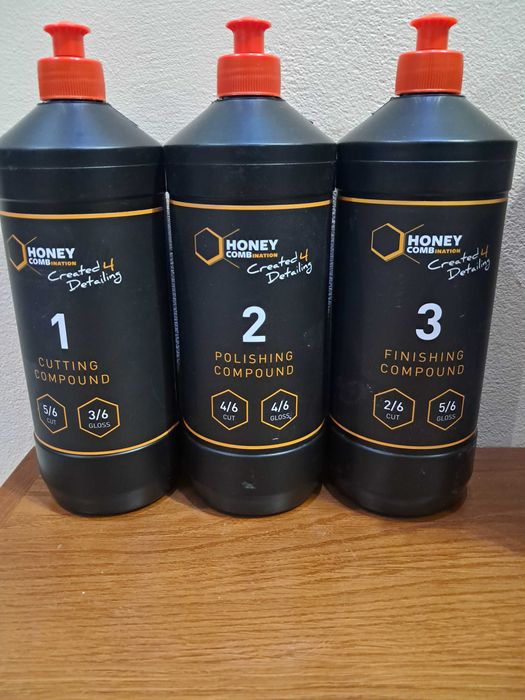 HONEY
COMBINATION
Created 4
Detailing
1
CUTTING
COMPOUND
5/6
CUT
3/6
GLOSS
HONEY
COMBINATION
Created 4
Detailing
2
POLISHING
COMPOUND
4/6
CUT
4/6
GLOSS
HONEY
COMBINATION
Created 4
Detailing
3
FINISHING
COMPOUND
2/6
CUT
5/6
GLOSS